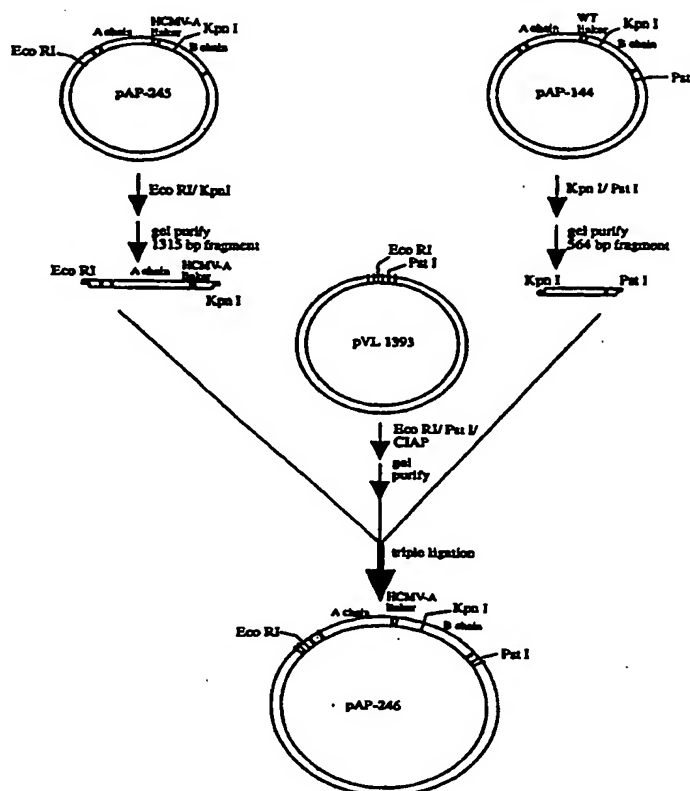 A chain
HCMV-A
linker
Kpn I
B chain
Eco RI
pAP-245
A chain
WT
linker
Kpn I
B chain
Pst
pAP-144
Eco RI/KpnI
gel purify
1315 bp fragment
Kpn I/ Pst I
gel purify
564 bp fragment
Eco RI
A chain
HCMV-A
linker
Kpn I
Kpn I
Pst I
Eco RI
Pst I
pVL 1393
Eco RI/ Pst I/
CIAP
gel
purify
triple ligation
A chain
HCMV-A
linker
Kpn I
B chain
Eco RI
Pst I
pAP-246